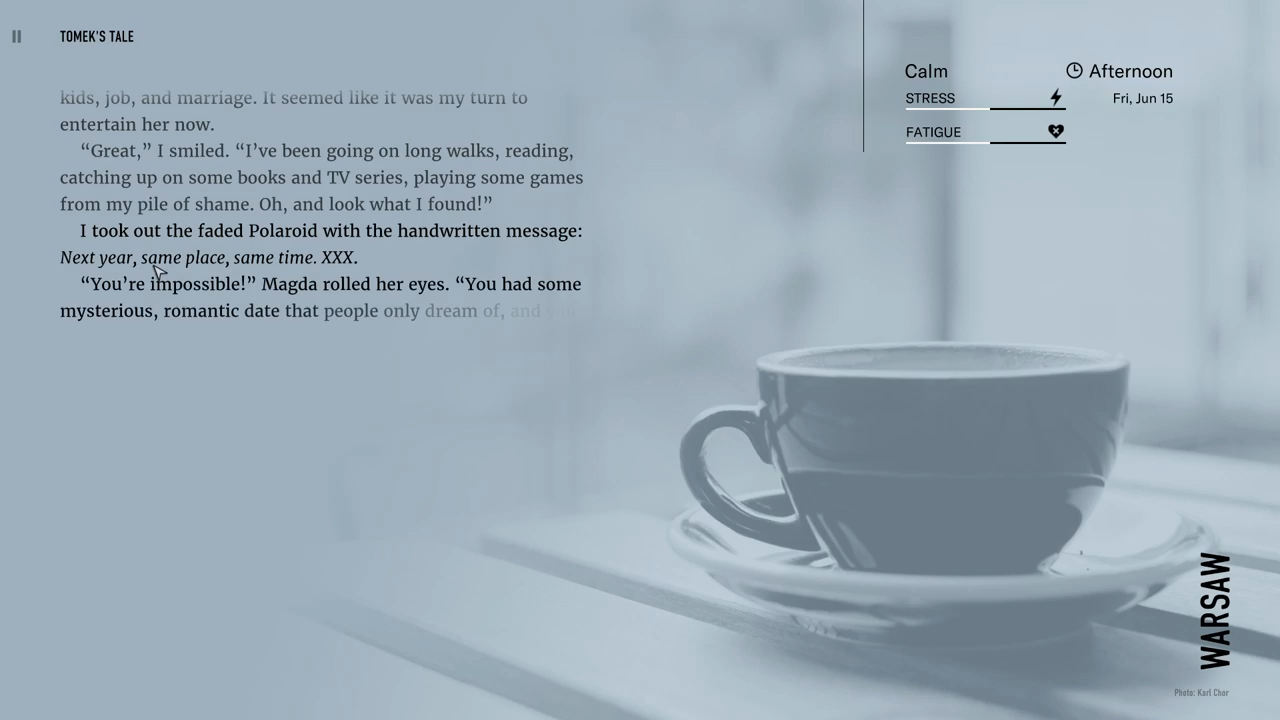 TOMEK'S TALE
kids, job, and marriage. It seemed like it was my turn to
entertain her now.
“Great,” I smiled. “I’ve been going on long walks, reading,
catching up on some books and TV series, playing some games
from my pile of shame. Oh, and look what I found!”
I took out the faded Polaroid with the handwritten message:
Next year, same place, same time. XXX.
“You’re impossible!” Magda rolled her eyes. “You had some
mysterious, romantic date that people only dream of, and you
Calm
Afternoon
STRESS
Fri, Jun 15
FATIGUE
WARSAW
Photo: Karl Chor